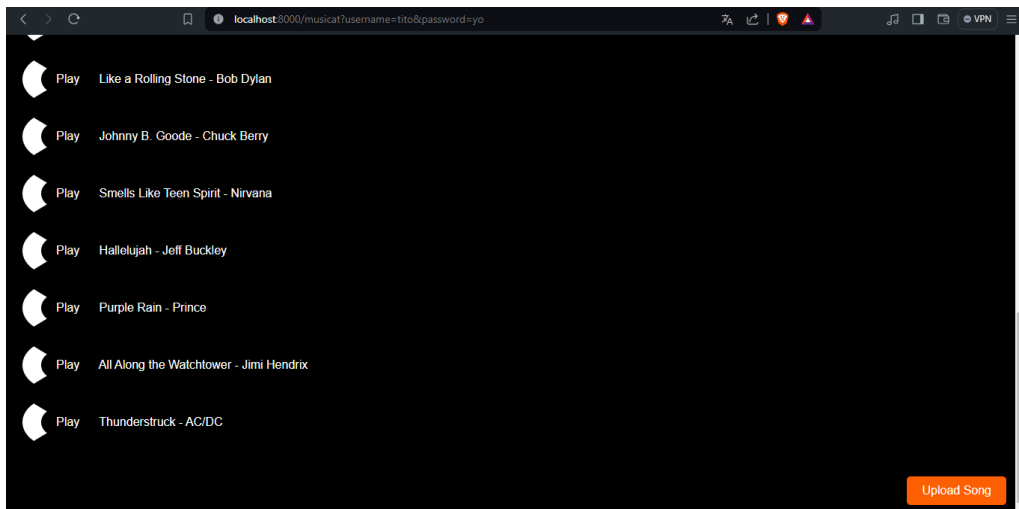 localhost:8000/musicat?username=tito&password=yo
VPN
Play Like a Rolling Stone - Bob Dylan
Play Johnny B. Goode - Chuck Berry
Play Smells Like Teen Spirit - Nirvana
Play Hallelujah - Jeff Buckley
Play Purple Rain - Prince
Play All Along the Watchtower - Jimi Hendrix
Play Thunderstruck - AC/DC
Upload Song